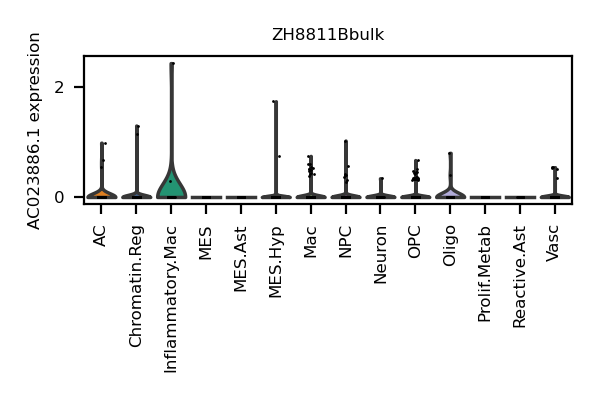 ZH8811Bbulk
AC023886.1 expression
2
0
AC
Chromatin.Reg
Inflammatory.Mac
MES
MES.Ast
MES.Hyp
Mac
NPC
Neuron
OPC
Oligo
Prolif.Metab
Reactive.Ast
Vasc